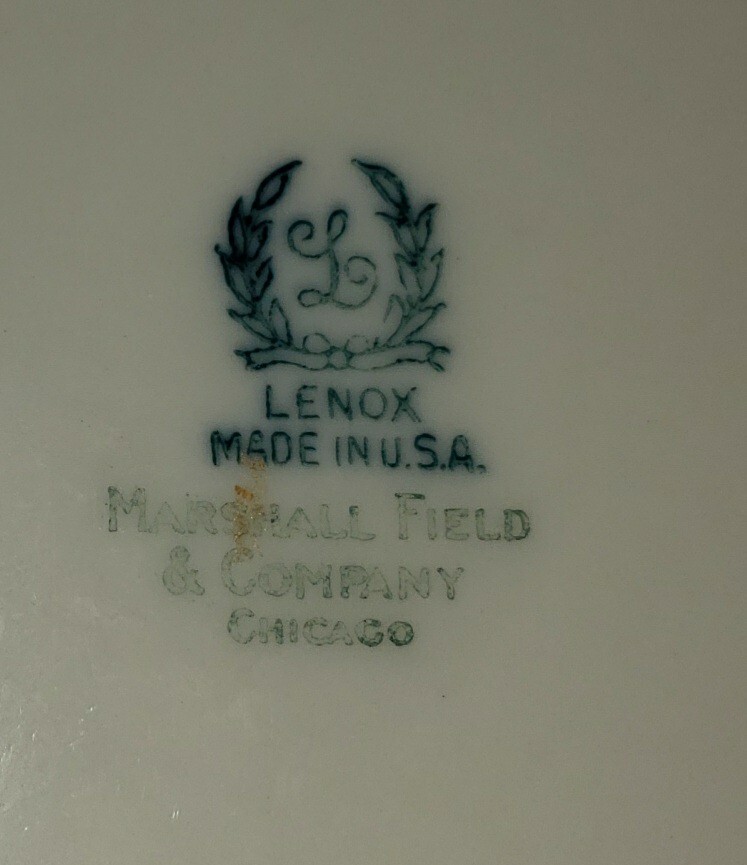 L
LENOX
MADE IN U.S.A.
MARSHALL FIELD
& COMPANY
CHICAGO